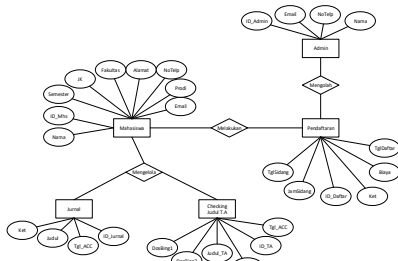 Email
NoTelp
ID_Admin
Nama
Admin
Fakultas
Alamat
NoTelp
JK
Prodi
Semester
Email
ID_Mhs
Nama
Mahasiswa
Mengolah
Melakukan
Pendaftaran
Mengelola
TglDaftar
TglSidang
Biaya
JamSidang
ID_Daftar
Ket
Jurnal
Checking
Judul T.A
Ket
Judul
Tgl_ACC
ID_Jurnal
Tgl_ACC
DosBing1
ID_TA
Judul_TA